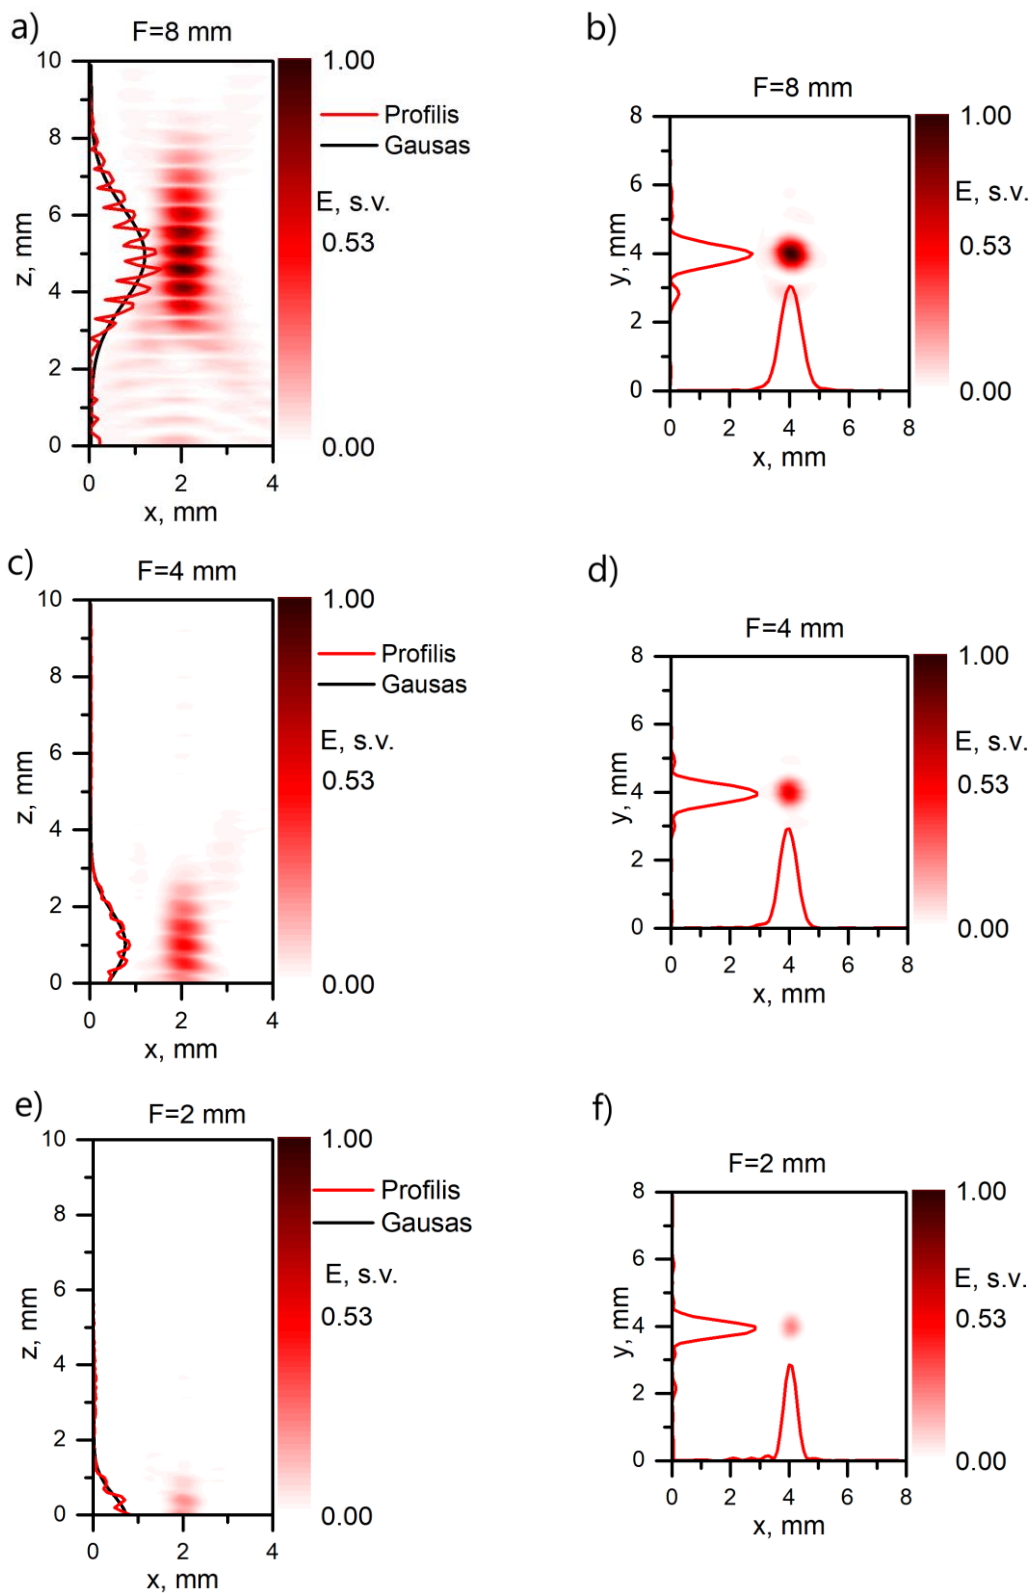 a)
F=8 mm
10
8
6
4
2
0
z, mm
0
2
4
x, mm
1.00
Profilis
Gausas
E, s.v.
0.53
0.00
b)
F=8 mm
8
6
4
2
0
y, mm
0
2
4
6
8
x, mm
1.00
E, s.v.
0.53
0.00
c)
F=4 mm
10
8
6
4
2
0
z, mm
0
2
4
x, mm
1.00
Profilis
Gausas
E, s.v.
0.53
0.00
d)
F=4 mm
8
6
4
2
0
y, mm
0
2
4
6
8
x, mm
1.00
E, s.v.
0.53
0.00
e)
F=2 mm
10
8
6
4
2
0
z, mm
0
2
4
x, mm
1.00
Profilis
Gausas
E, s.v.
0.53
0.00
f)
F=2 mm
8
6
4
2
0
y, mm
0
2
4
6
8
x, mm
1.00
E, s.v.
0.53
0.00